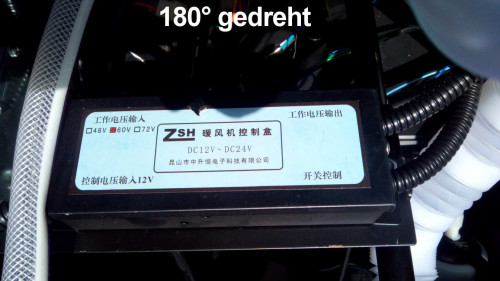 180° gedreht
工作电压输入
□48V ■60V □72V
工作电压输出
ZSH 暖风机控制盒
DC12V~DC24V
昆山市中升恒电子科技有限公司
控制电压输入12V
开关控制